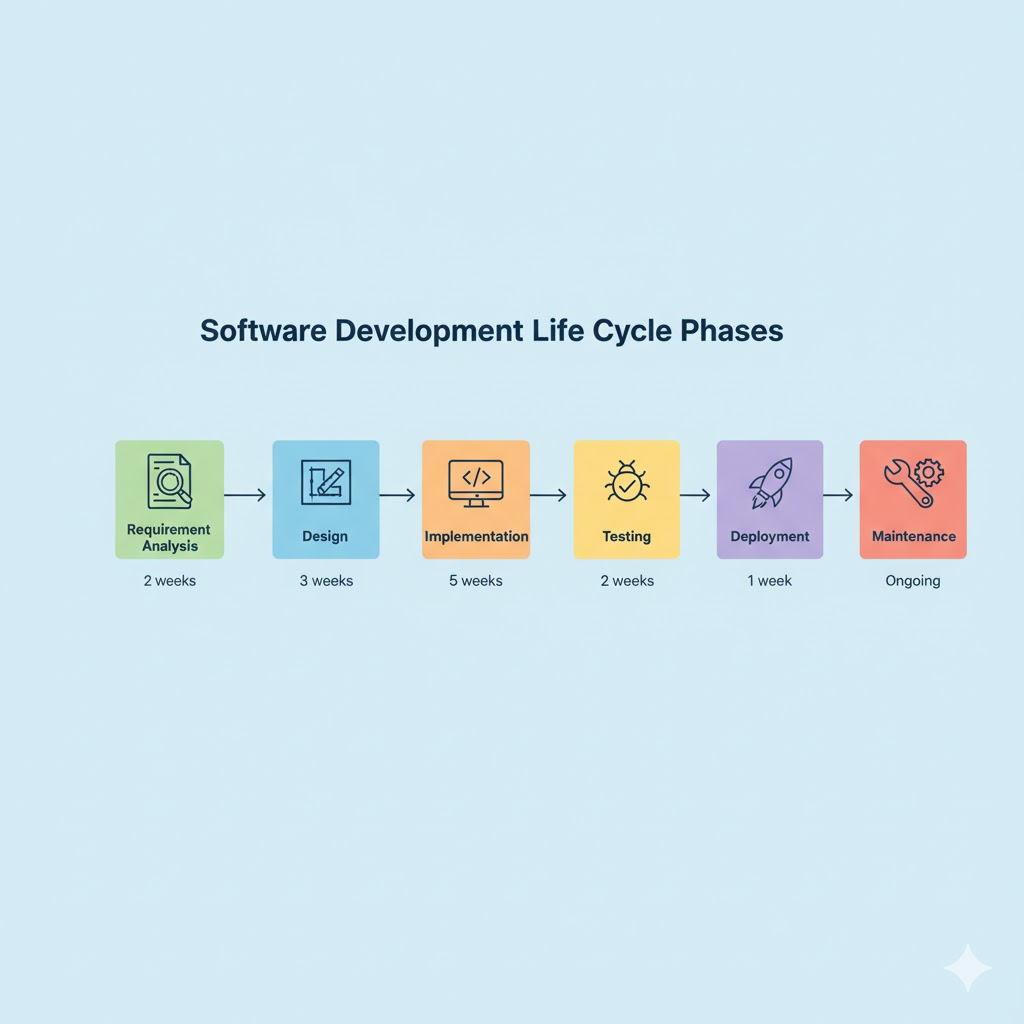 Software Development Life Cycle Phases
</>
Requirement
Analysis
Design
Implementation
Testing
Deployment
Maintenance
2 weeks
3 weeks
5 weeks
2 weeks
1 week
Ongoing